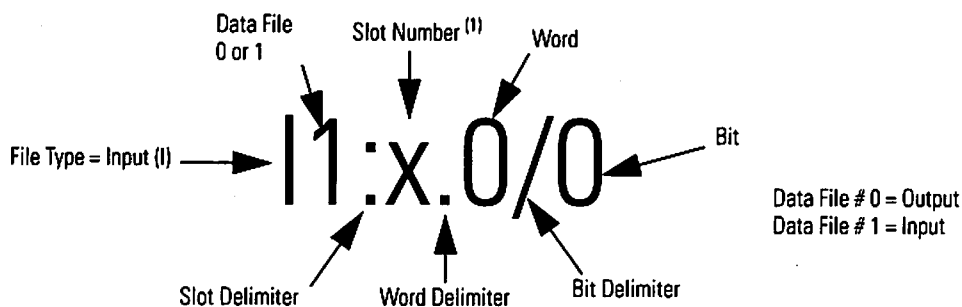 Data File
0 or 1
Slot Number (1)
Word
File Type = Input (I)
I1:x.0/0
Bit
Data File # 0 = Output
Data File # 1 = Input
Slot Delimiter
Word Delimiter
Bit Delimiter